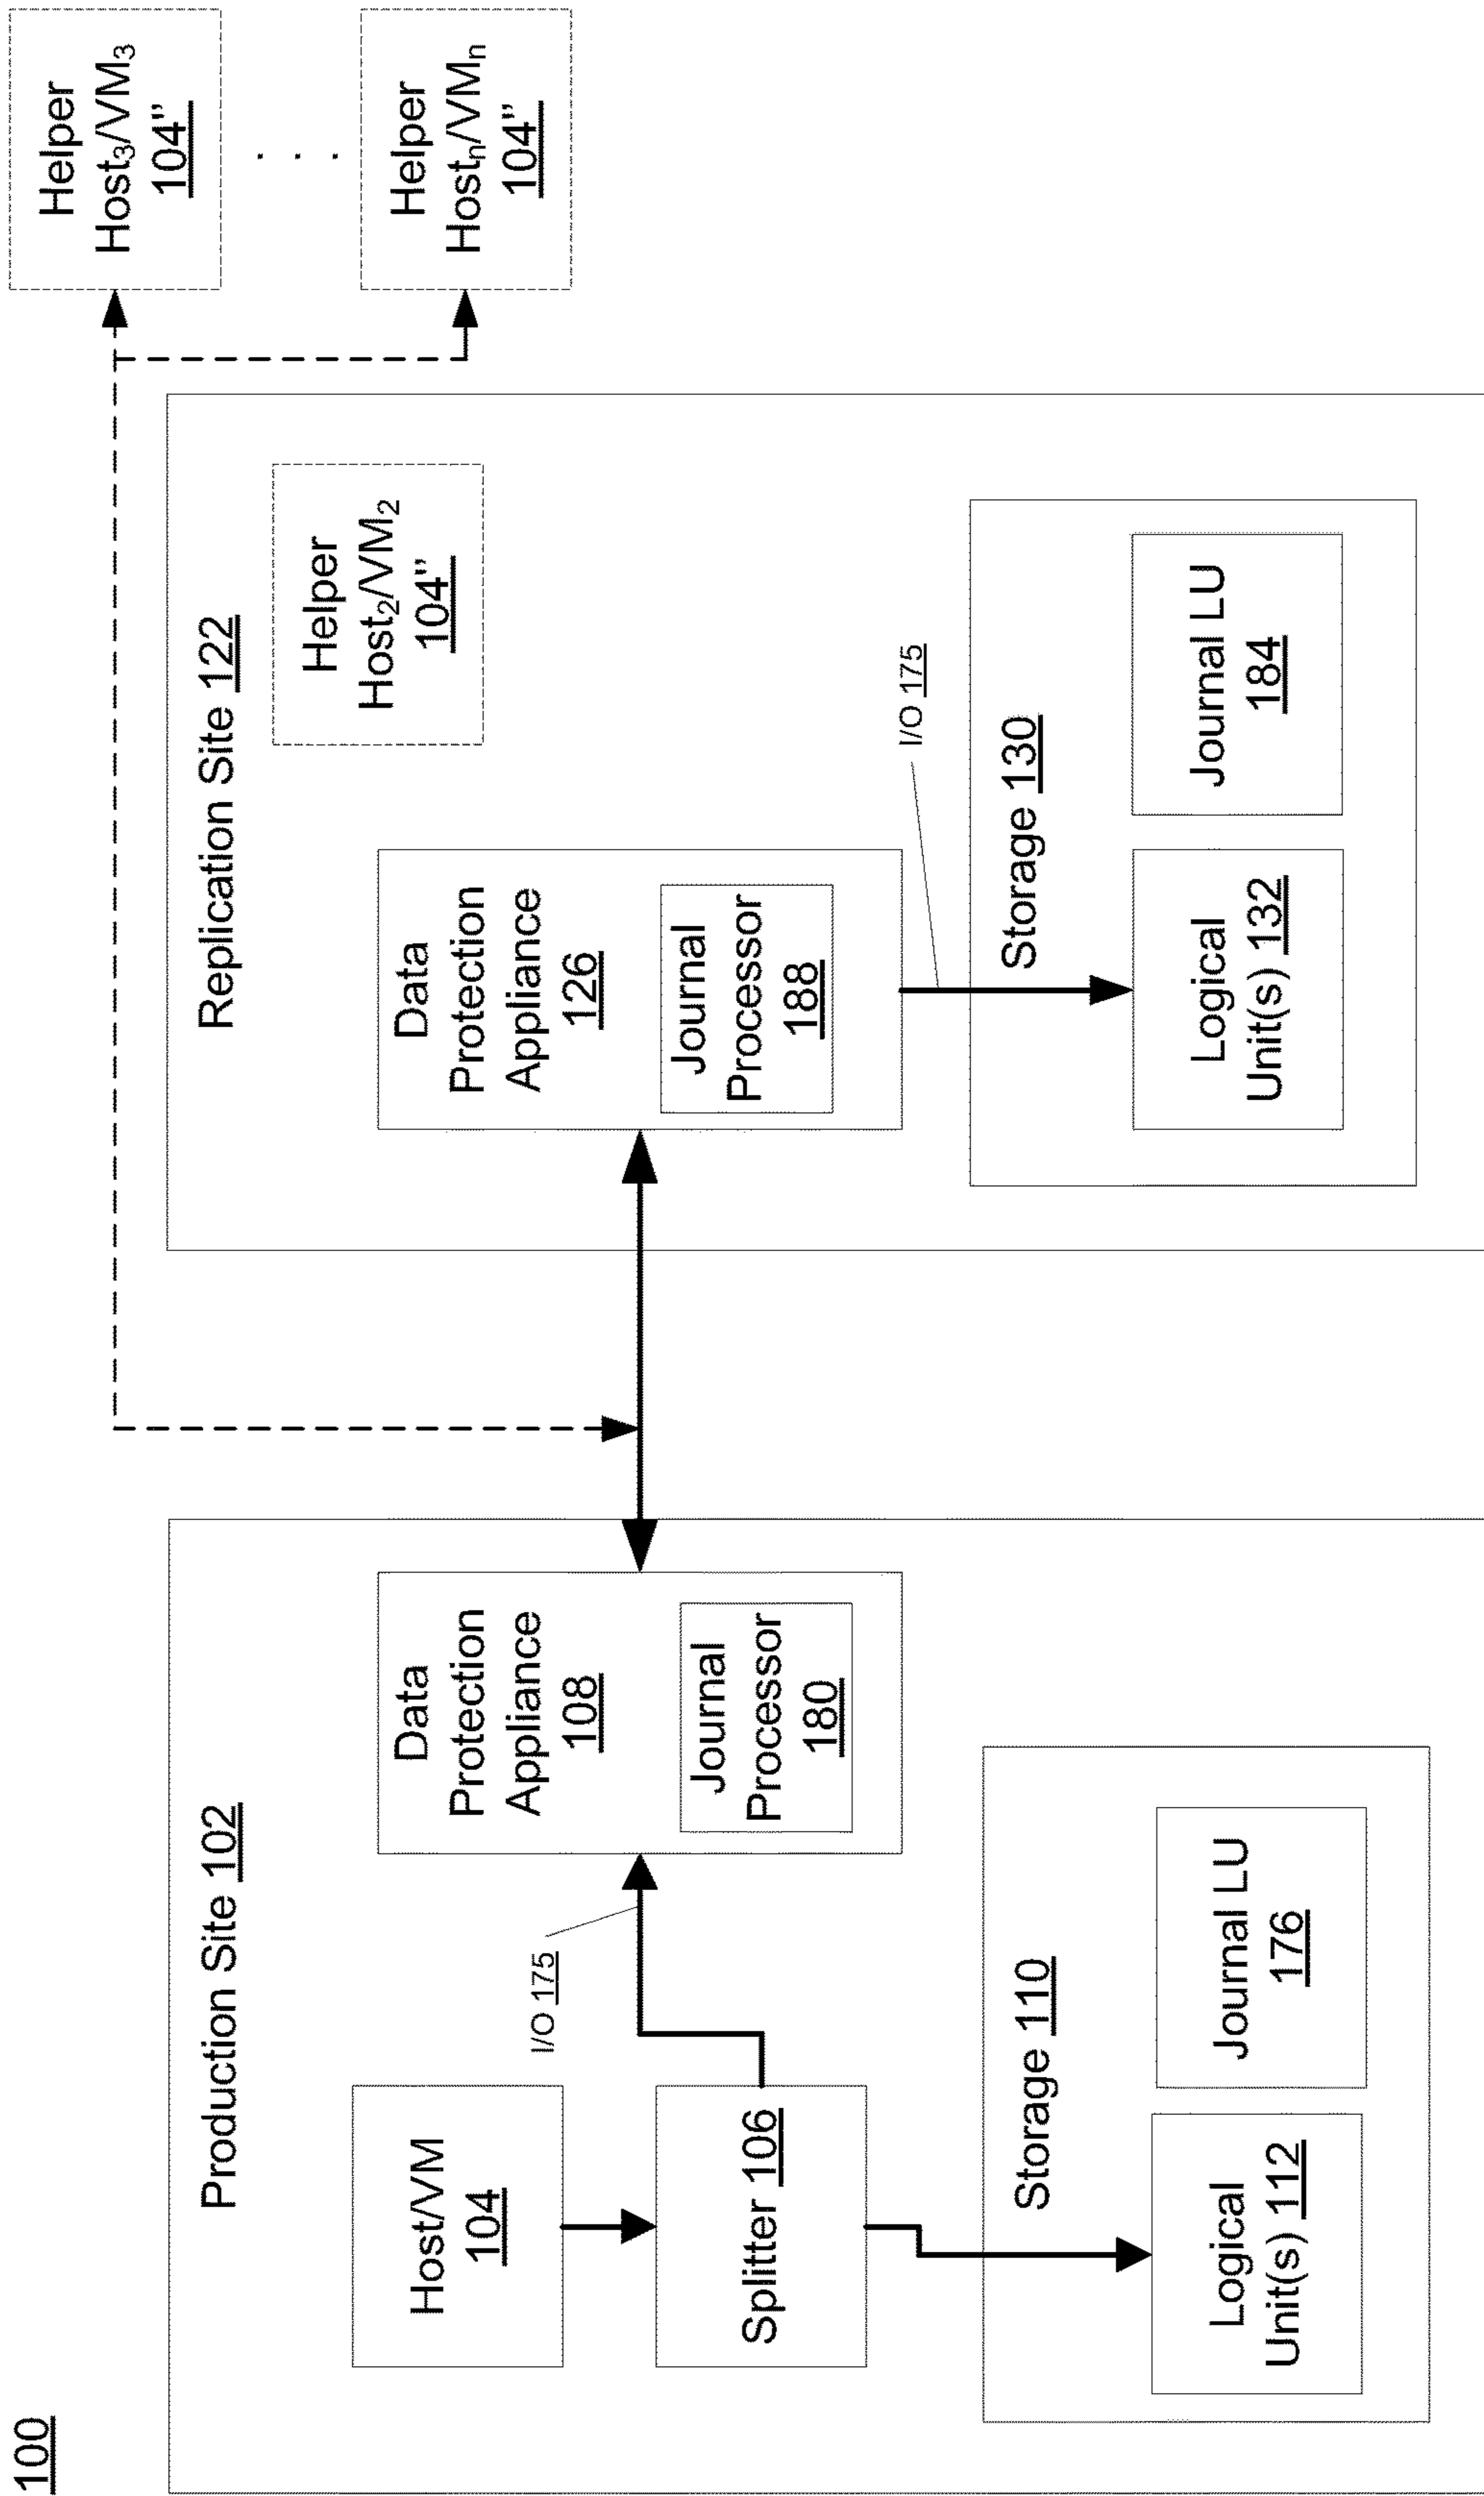 100
Production Site 102
Host/VM
104
Splitter 106
I/O 175
Data
Protection
Appliance
108
Journal
Processor
180
Storage 110
Logical
Unit(s) 112
Journal LU
176
Replication Site 122
Data
Protection
Appliance
126
Journal
Processor
188
Helper
Host2/VM2
104”
I/O 175
Storage 130
Logical
Unit(s) 132
Journal LU
184
Helper
Host3/VM3
104”
. . .
Helper
Hostn/VMn
104”